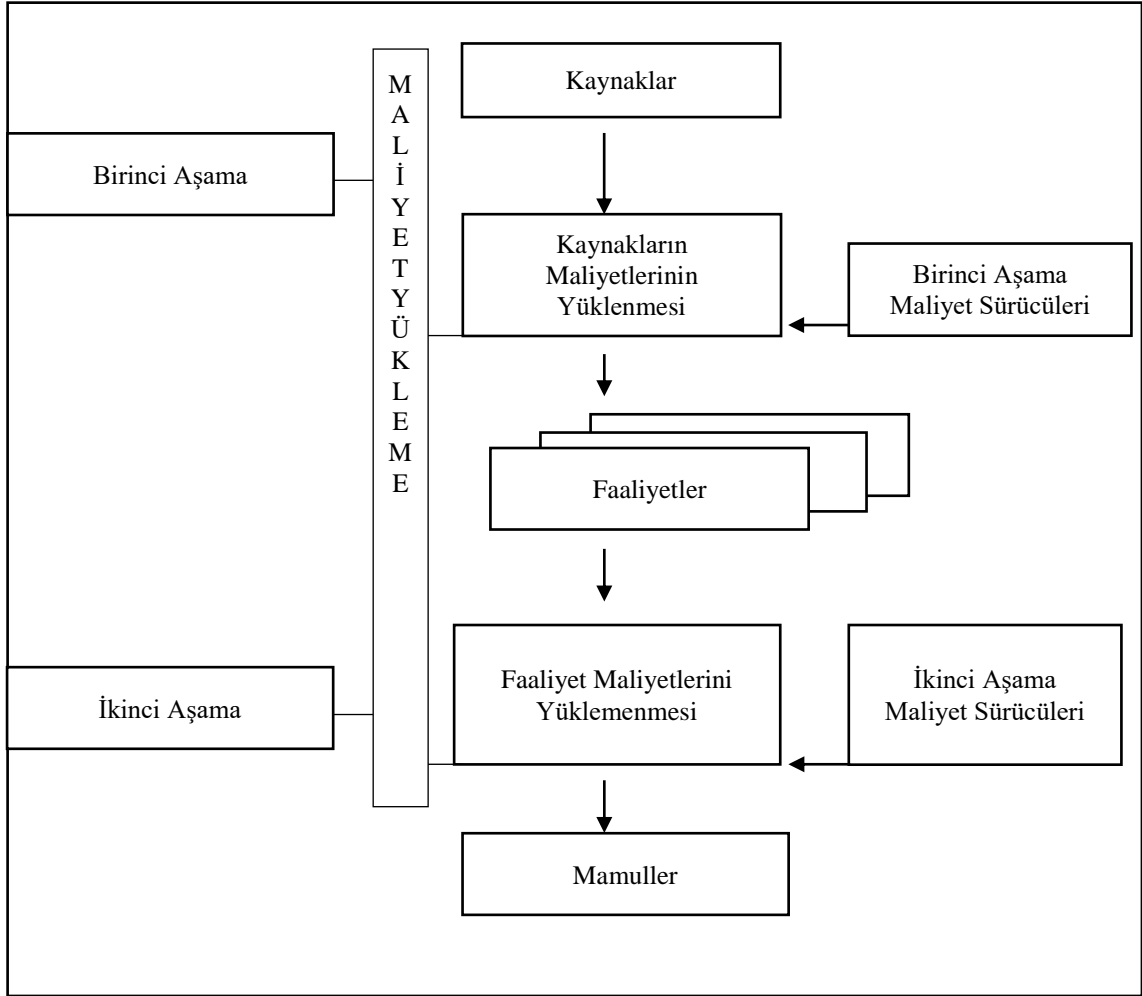 Kaynaklar
M
A
L
İ
Y
E
T
Y
Ü
K
L
E
M
E
Birinci Aşama
Kaynakların
Maliyetlerinin
Yüklenmesi
Birinci Aşama
Maliyet Sürücüleri
Faaliyetler
İkinci Aşama
Faaliyet Maliyetlerini
Yüklemenmesi
İkinci Aşama
Maliyet Sürücüleri
Mamuller